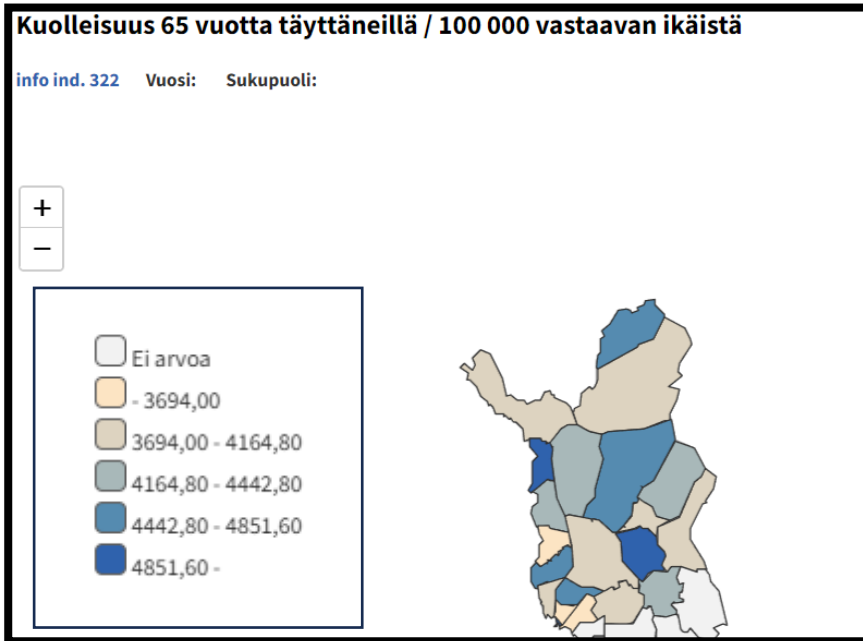 Kuolleisuus 65 vuotta täyttäneillä / 100 000 vastaavan ikäistä
info ind. 322 Vuosi: Sukupuoli:
+
−
Ei arvoa
- 3694,00
3694,00 - 4164,80
4164,80 - 4442,80
4442,80 - 4851,60
4851,60 -